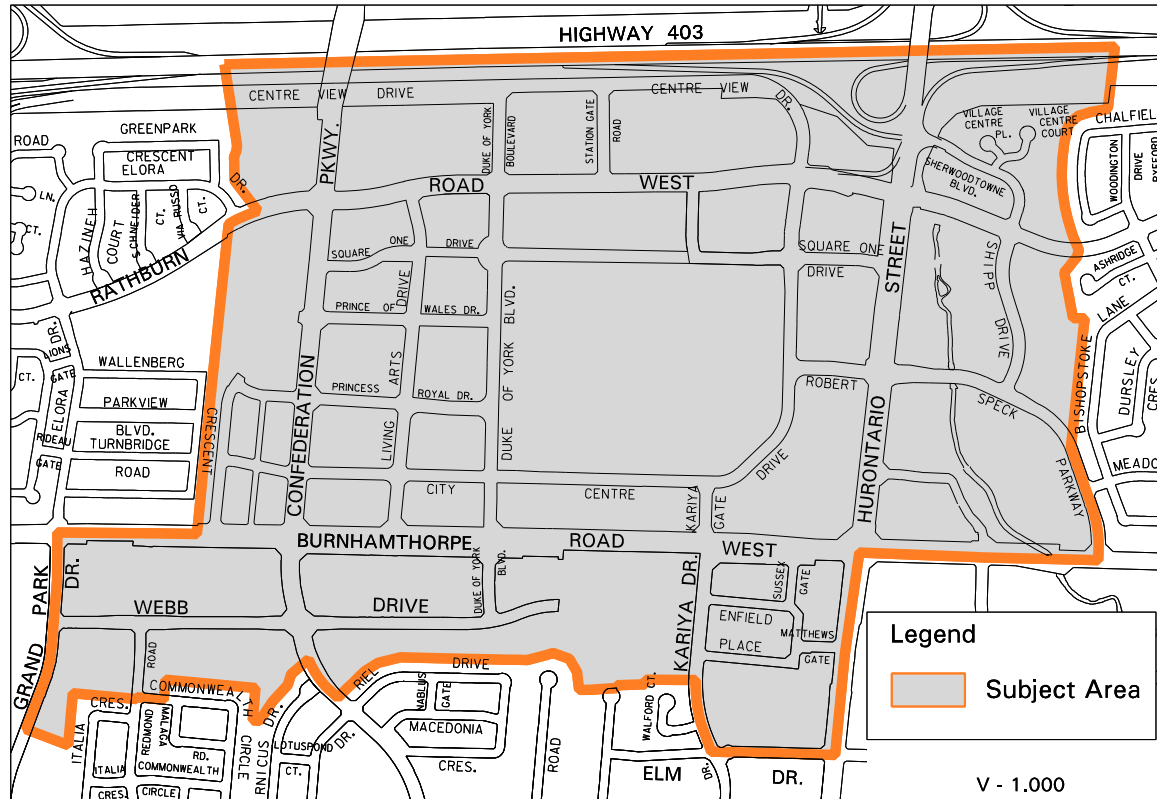 HIGHWAY 403
CENTRE VIEW DRIVE
CENTRE VIEW
DR.
PKWY.
DUKE OF YORK
BOULEVARD
STATION GATE
ROAD
VILLAGE
CENTRE
PL.
VILLAGE
CENTRE
COURT
CHALFIEL
ROAD
GREENPARK
CRESCENT
ELORA
DR.
LN.
CT.
HAZINEH
COURT
SCHNEIDER
CT.
VIA RUSSO
CT.
RATHBURN
ROAD
WEST
SHERWOODTOWNE
BLVD.
WOODINGTON
DRIVE
RYEFORD
SQUARE ONE
DRIVE
SQUARE ONE
DRIVE
STREET
SHIPP
DRIVE
ASHRIDGE
CT.
LANE
PRINCE OF
WALES DR.
DRIVE
ARTS
LIVING
DUKE OF YORK BLVD.
LIONS
GATE
DR.
ELORA
CT.
WALLENBERG
PARKVIEW
BLVD.
TURNBRIDGE
ROAD
RIDEAU
GATE
CRESCENT
CONFEDERATION
PRINCESS
ROYAL DR.
ROBERT
SPECK
PARKWAY
BISHOPSTOKE
DURSLEY
CRES.
MEADO
HURONTARIO
CITY
CENTRE
DRIVE
KARIYA
GATE
BURNHAMTHORPE
ROAD
WEST
GRAND PARK
DR.
WEBB
DRIVE
DUKE OF YORK
BLVD.
KARIYA DR.
SUSSEX
GATE
ENFIELD
PLACE
MATTHEWS
GATE
ROAD
COMMONWEALTH
CIRCLE
RIEL
DRIVE
DR.
CRES.
ITALIA
REDMOND
MALAGA
RD.
COMMONWEALTH
ITALIA
CRES.
CIRCLE
DR.
LOTUSPOND
CT.
NABLUS
GATE
MACEDONIA
CRES.
ROAD
WALFORD CT.
ELM
DR.
DR.
Legend
Subject Area
V - 1.000